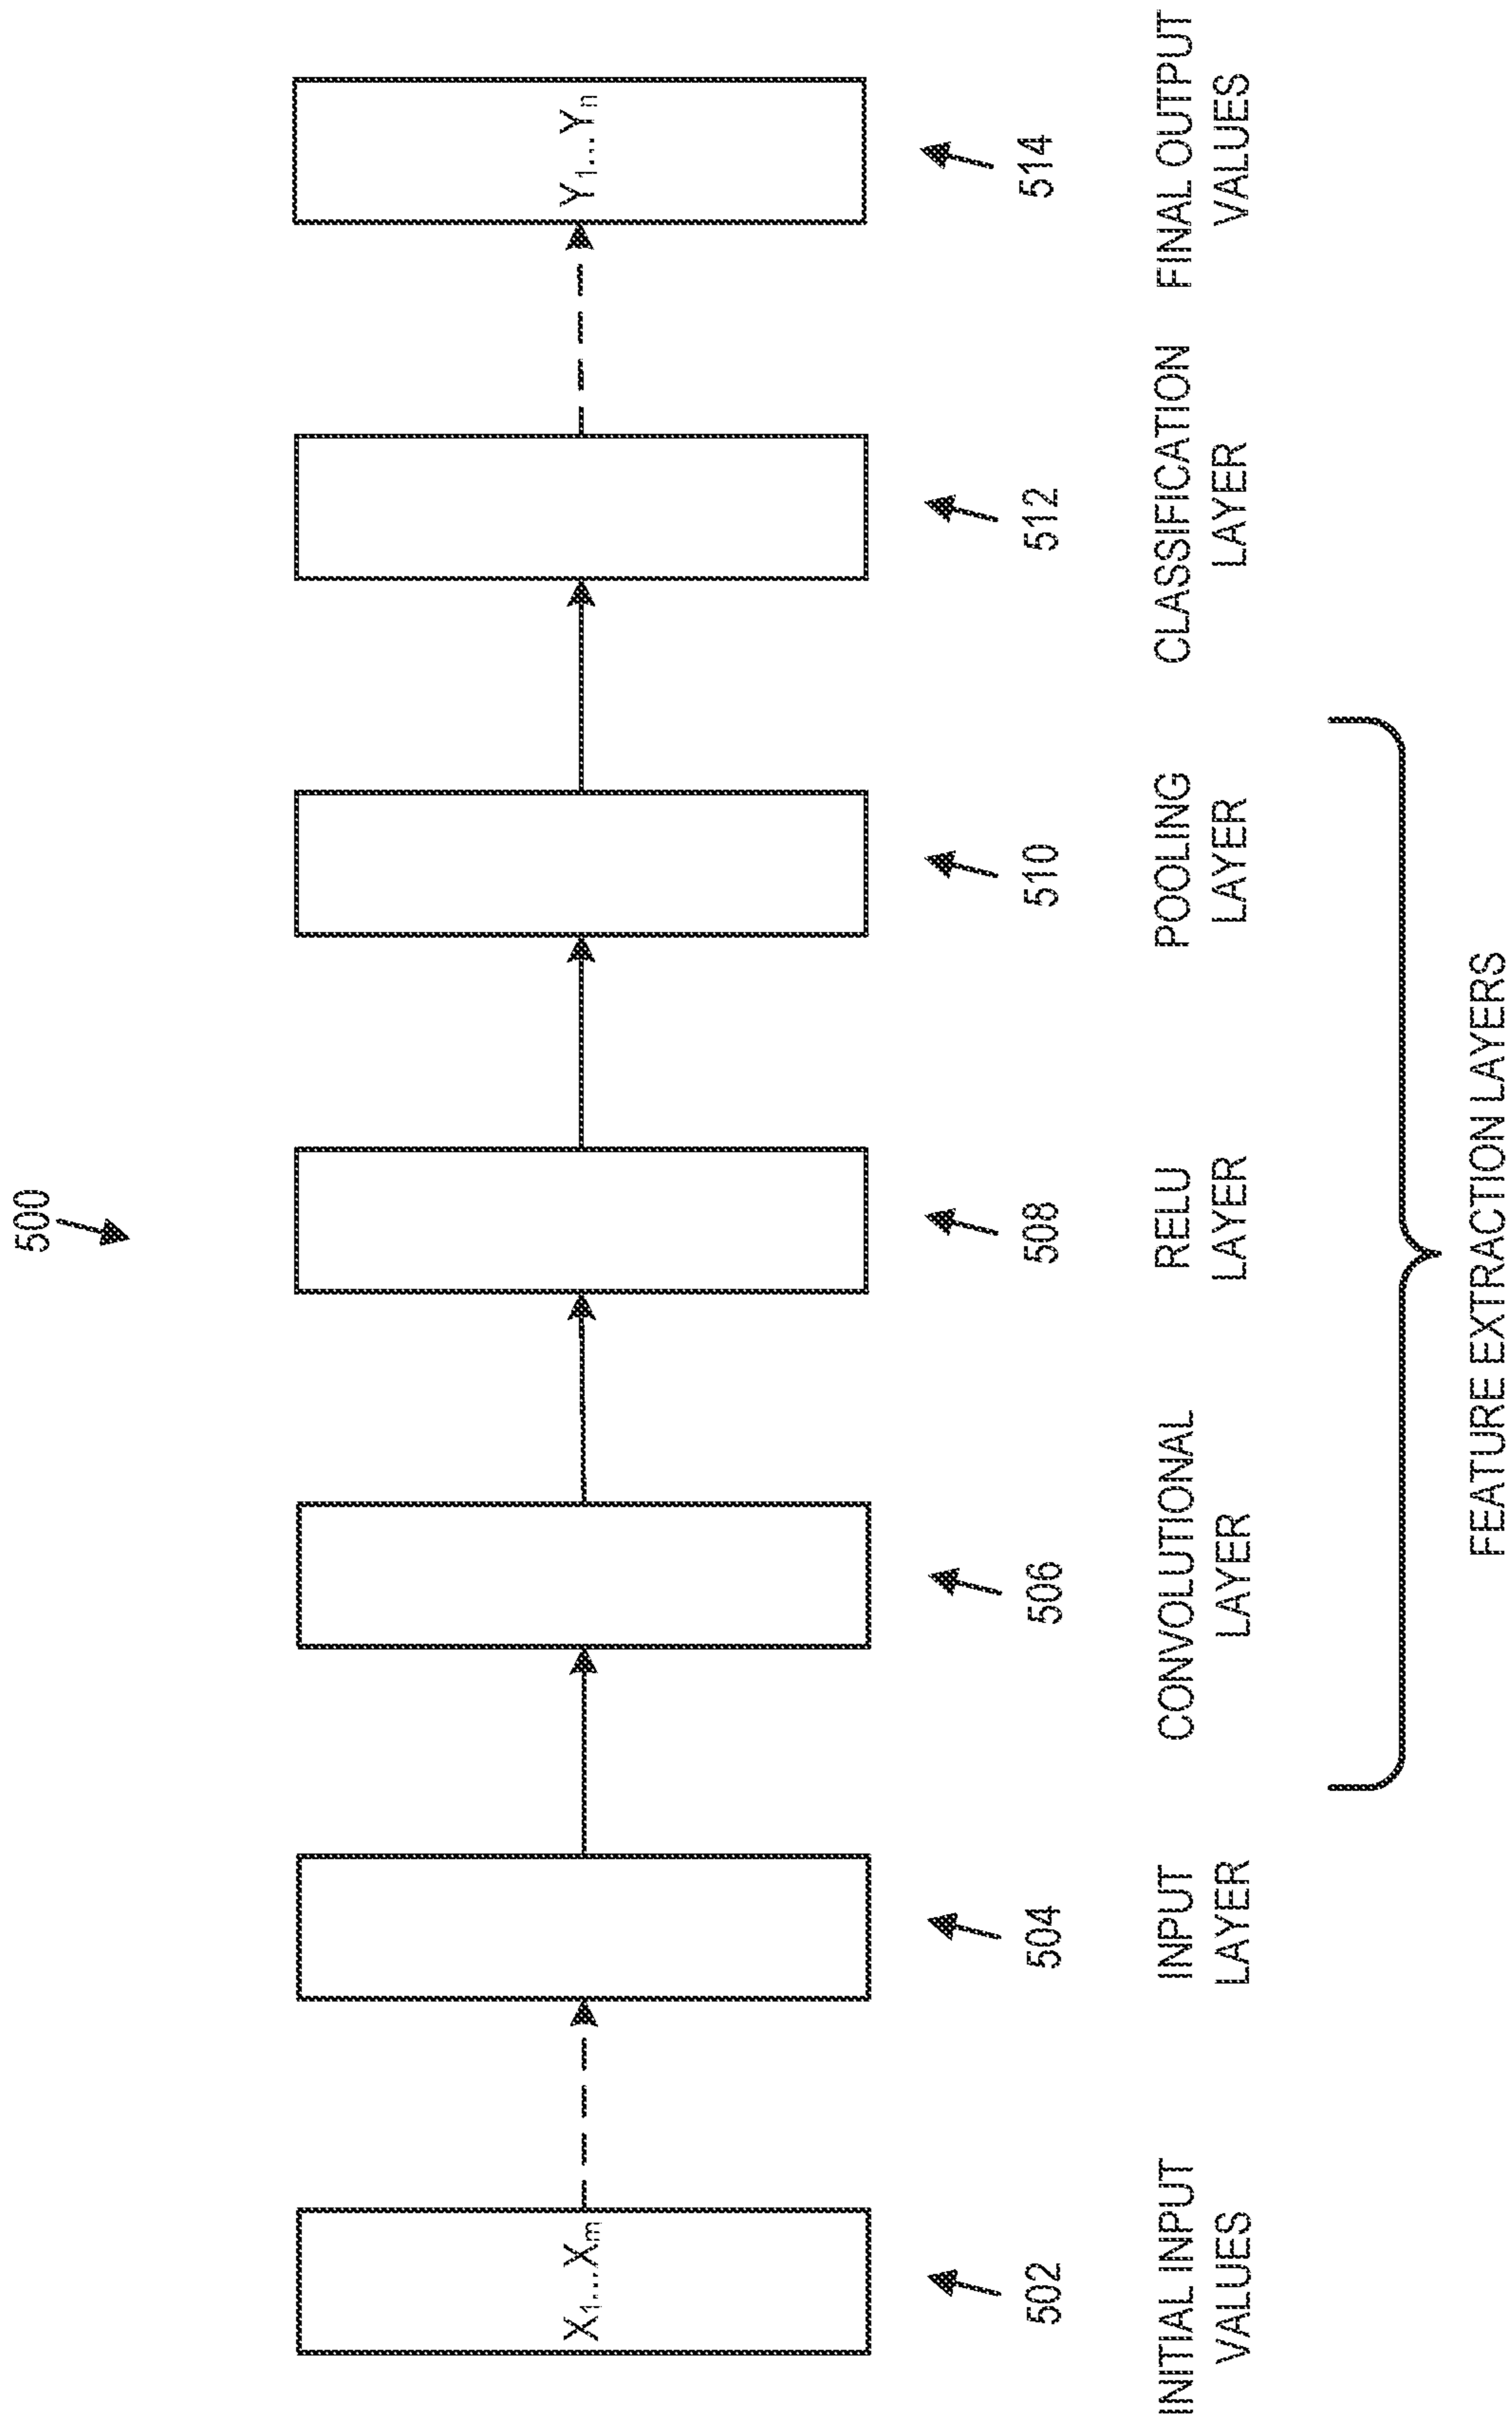 500
X1...Xm
Y1...Yn
502
504
506
508
510
512
514
INITIAL INPUT
VALUES
INPUT
LAYER
CONVOLUTIONAL
LAYER
RELU
LAYER
POOLING
LAYER
CLASSIFICATION
LAYER
FINAL OUTPUT
VALUES
FEATURE EXTRACTION LAYERS